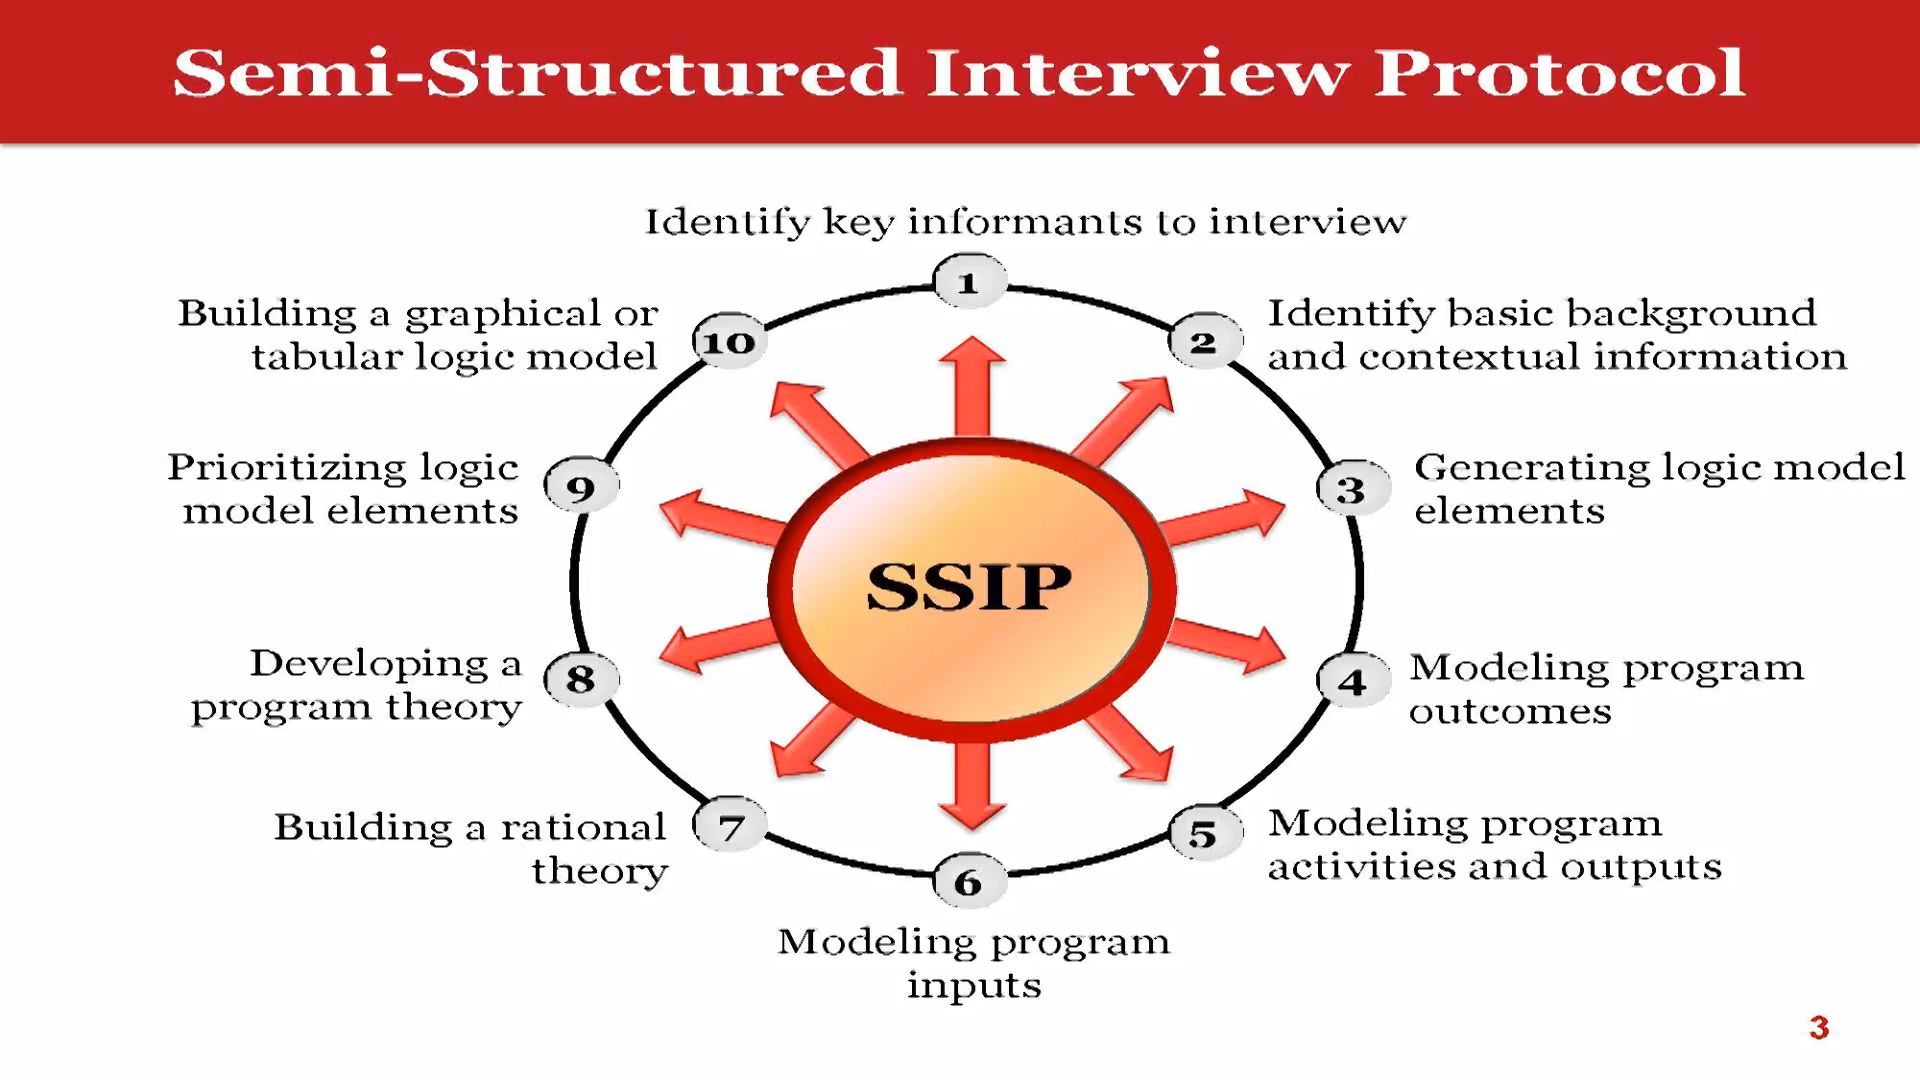 Semi-Structured Interview Protocol
Identify key informants to interview
1
2
Identify basic background
and contextual information
3
Generating logic model
elements
4
Modeling program
outcomes
5
Modeling program
activities and outputs
6
Modeling program
inputs
7
Building a rational
theory
8
Developing a
program theory
9
Prioritizing logic
model elements
10
Building a graphical or
tabular logic model
SSIP
3